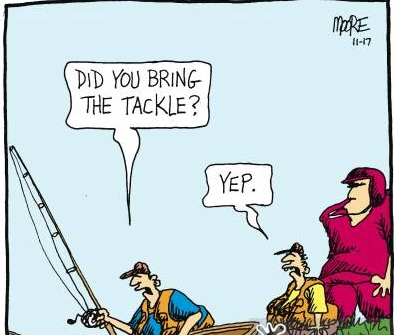 MOORE
11-17
DID YOU BRING
THE TACKLE?
YEP.